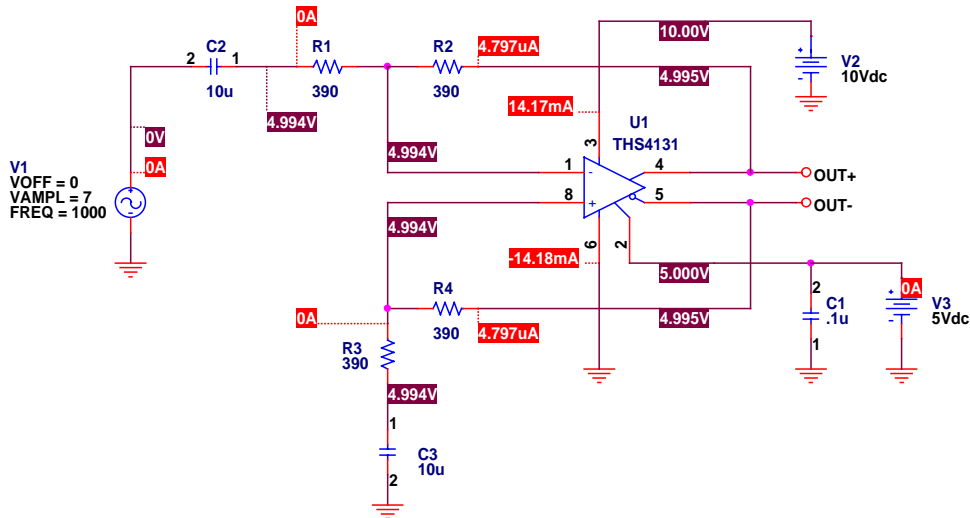 0A
10.00V
C2
R1
R2
4.797uA
2
1
V2
10Vdc
10u
390
390
4.995V
14.17mA
4.994V
U1
THS4131
0V
3
V1
VOFF = 0
VAMPL = 7
FREQ = 1000
0A
4.994V
1
-
4
OUT+
8
+
5
OUT-
4.994V
6
2
-14.18mA
5.000V
0A
2
C1
.1u
1
V3
5Vdc
0A
R4
390
4.995V
4.797uA
R3
390
4.994V
1
C3
10u
2